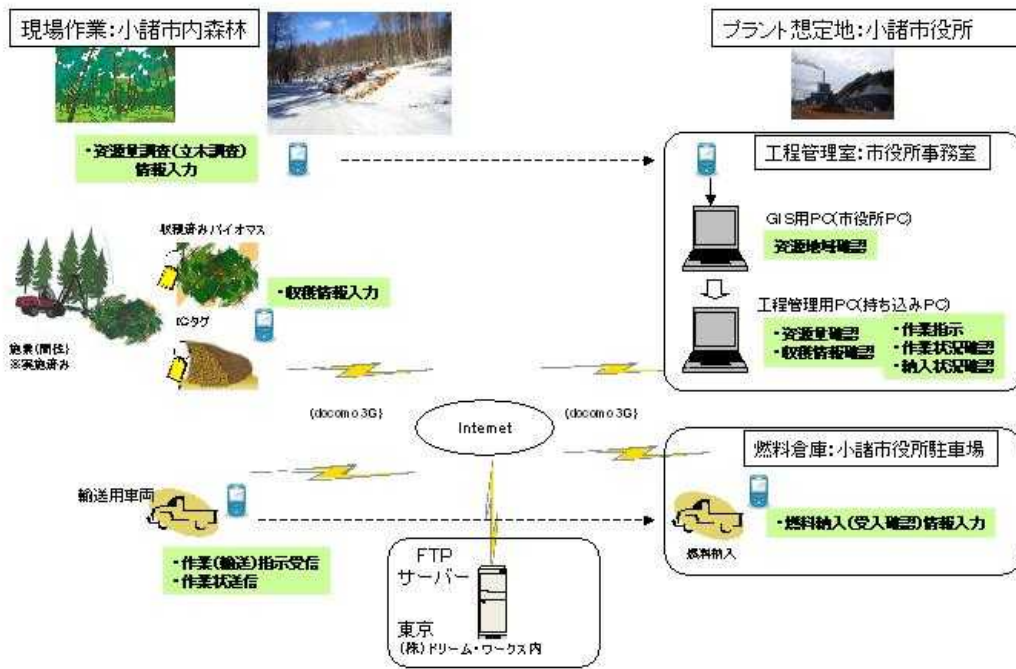 現場作業:小諸市内森林
プラント想定地:小諸市役所
・資源量調査(立木調査)
情報入力
工程管理室:市役所事務室
GIS用PC(市役所PC)
資源地域確認
収穫済みバイオマス
・収穫情報入力
ICタグ
施業(間伐)
※実施済み
工程管理用PC(持ち込みPC)
・資源量確認
・収穫情報確認
・作業指示
・作業状況確認
・納入状況確認
(docomo 3G)
Internet
(docomo 3G)
燃料倉庫:小諸市役所駐車場
輸送用車両
・燃料納入(受入確認)情報入力
燃料納入
・作業(輸送)指示受信
・作業状送信
FTP
サーバー
東京
(株)ドリーム・ワークス内